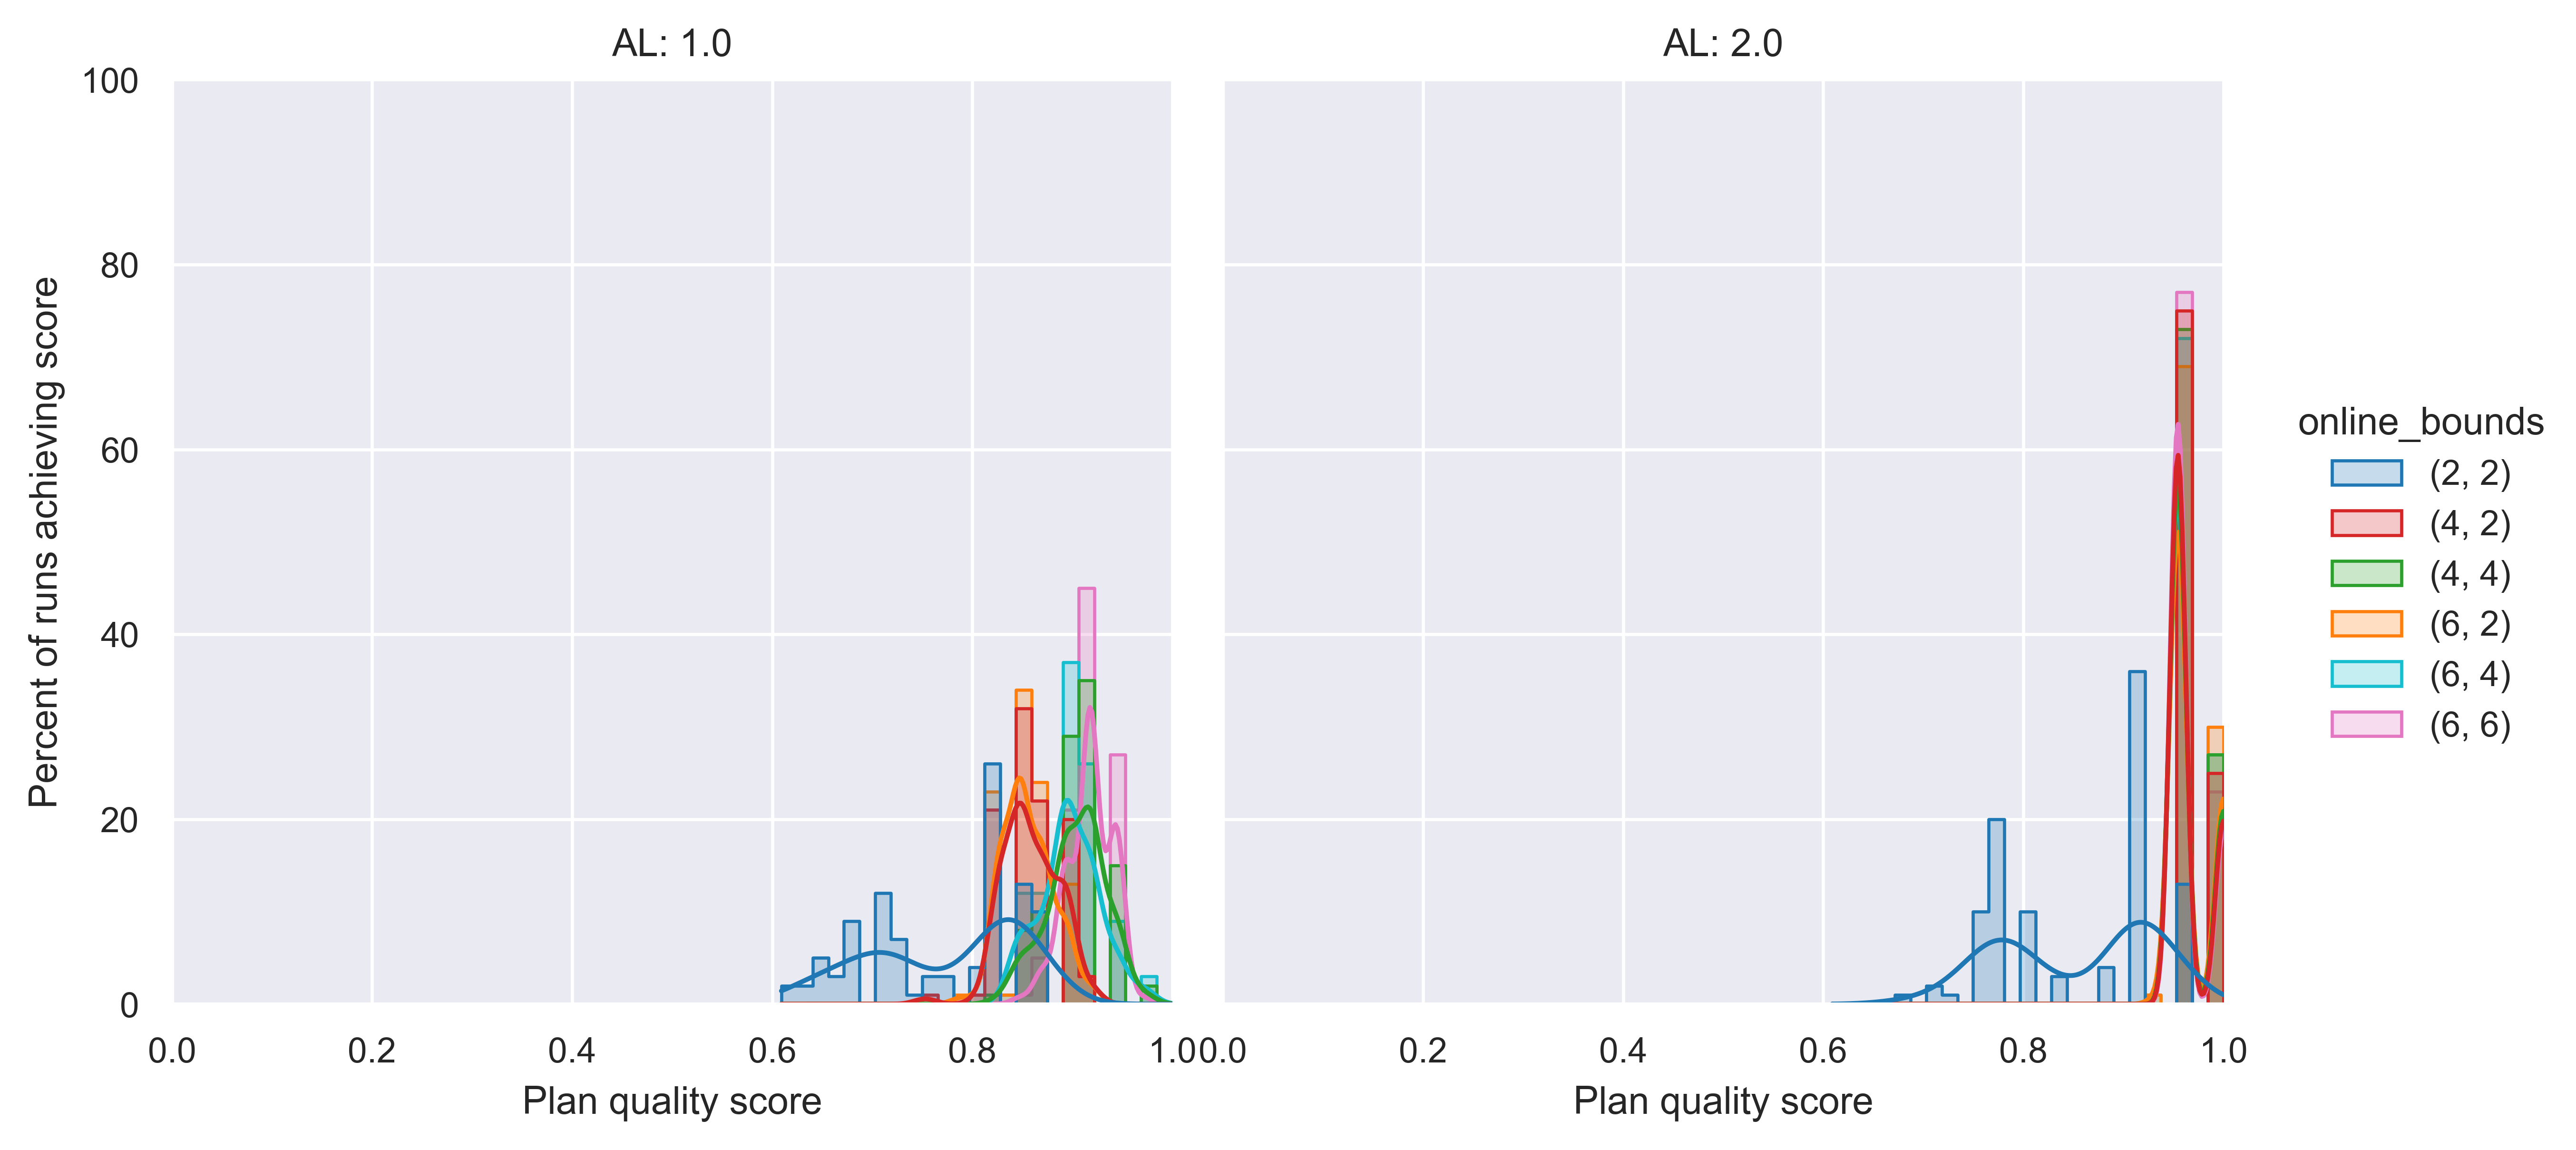 AL: 1.0
AL: 2.0
Percent of runs achieving score
100
80
60
40
20
0
0.0 0.2 0.4 0.6 0.8 1.0
0.0 0.2 0.4 0.6 0.8 1.0
Plan quality score
Plan quality score
online_bounds
(2, 2)
(4, 2)
(4, 4)
(6, 2)
(6, 4)
(6, 6)